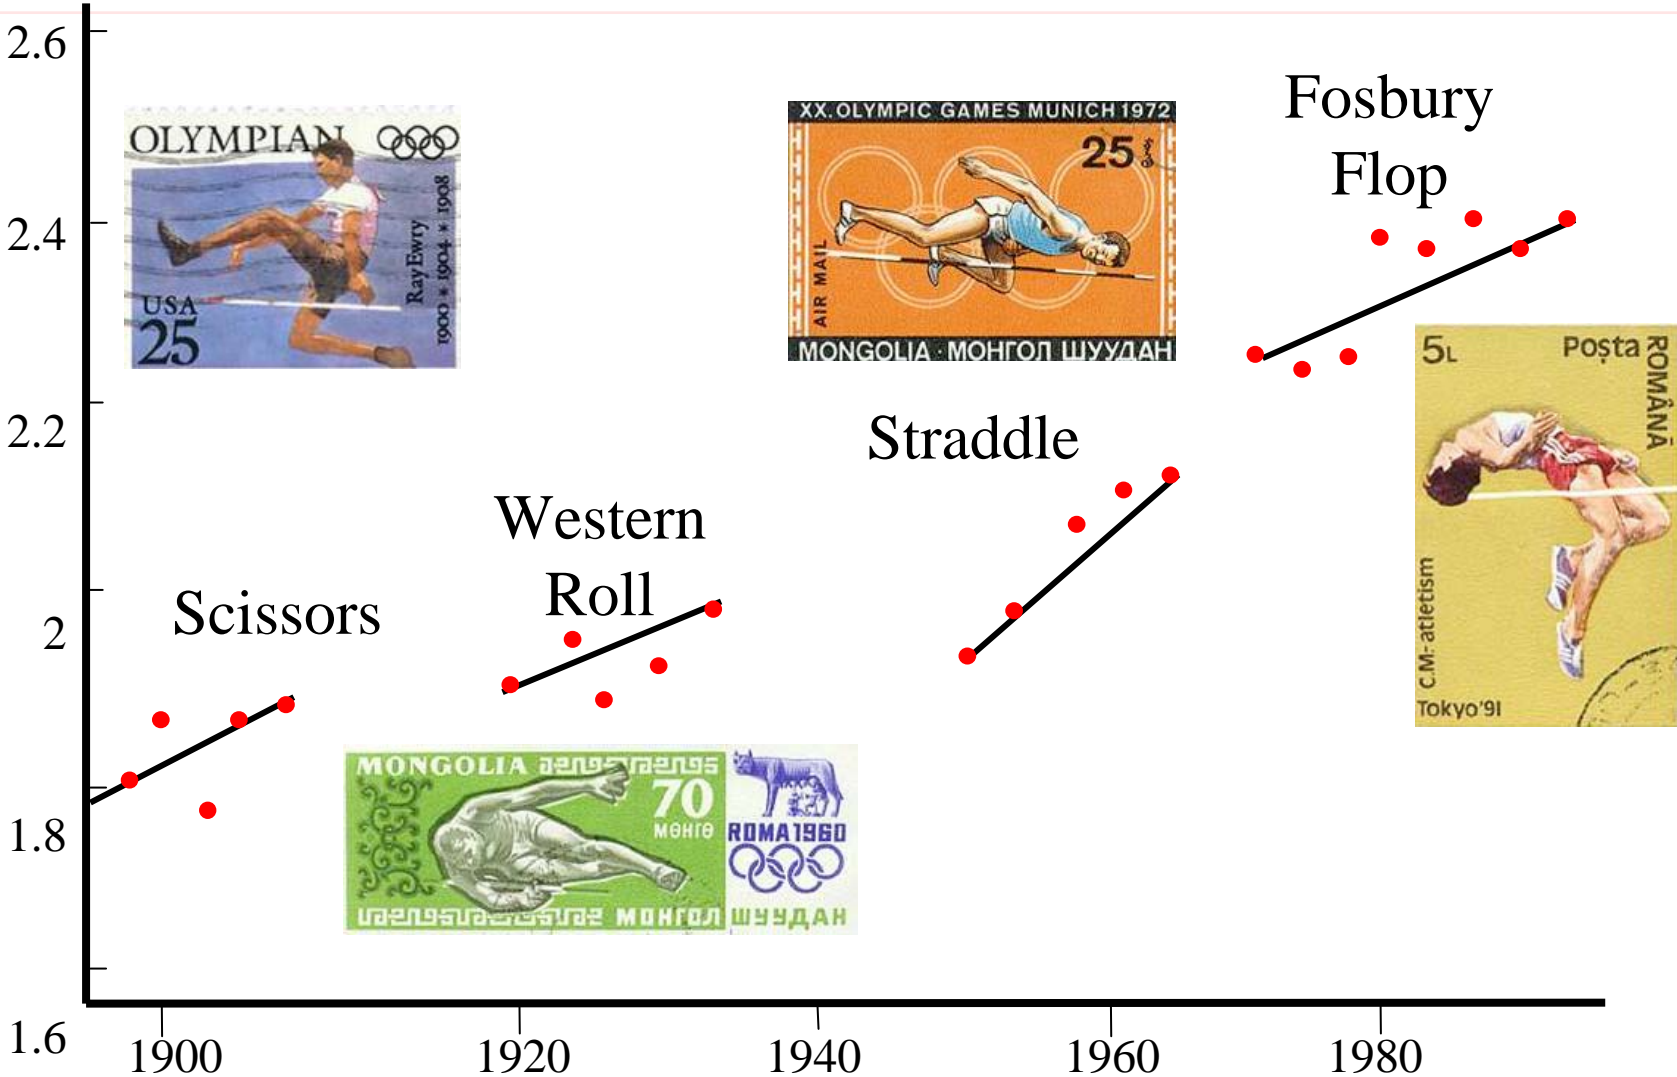 2.6
2.4
2.2
2
1.8
1.6
1900
1920
1940
1960
1980
Scissors
Western
Roll
Straddle
Fosbury
Flop
OLYMPIAN
Ray Ewry
1900 * 1904 * 1908
USA
25
XX. OLYMPIC GAMES MUNICH 1972
25
AIR MAIL
MONGOLIA · МОНГОЛ ШУУДАН
MONGOLIA
70
МӨНГӨ
ROMA 1960
МОНГОЛ ШУУДАН
5L
Poşta
ROMÂNĂ
C.M.-atletism
Tokyo'91